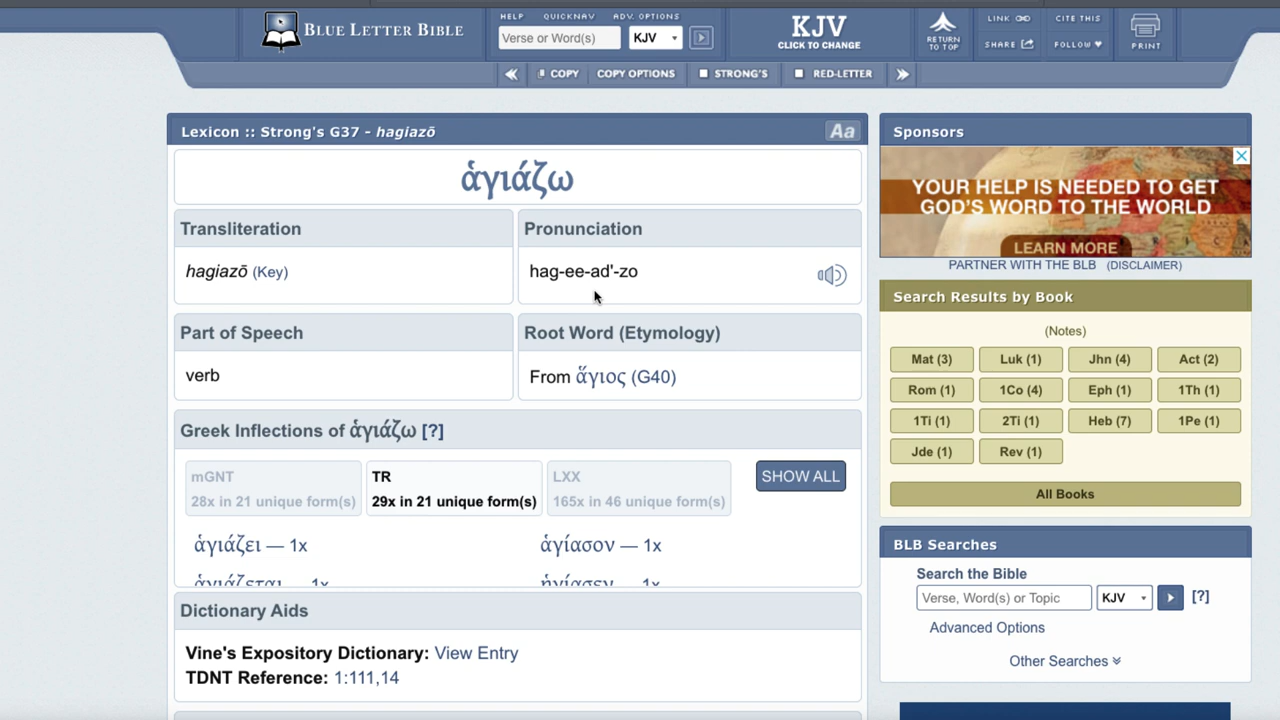 HELP QUICKNAV ADV. OPTIONS
BLUE LETTER BIBLE
Verse or Word(s) KJV
KJV
CLICK TO CHANGE
RETURN
TO TOP
LINK CITE THIS
SHARE FOLLOW
PRINT
COPY COPY OPTIONS STRONG'S RED-LETTER
Lexicon :: Strong's G37 - hagiazō Aa
ἁγιάζω
Transliteration Pronunciation
hagiazō (Key) hag-ee-ad'-zo
Part of Speech Root Word (Etymology)
verb From ἅγιος (G40)
Greek Inflections of ἁγιάζω [?]
mGNT TR LXX SHOW ALL
28x in 21 unique form(s) 29x in 21 unique form(s) 165x in 46 unique form(s)
ἁγιάζει — 1x ἁγίασον — 1x
ἁγιάζεται — 1x ἡγίασεν — 1x
Dictionary Aids
Vine's Expository Dictionary: View Entry
TDNT Reference: 1:111,14
Sponsors
YOUR HELP IS NEEDED TO GET
GOD'S WORD TO THE WORLD
LEARN MORE
PARTNER WITH THE BLB (DISCLAIMER)
Search Results by Book
(Notes)
Mat (3) Luk (1) Jhn (4) Act (2)
Rom (1) 1Co (4) Eph (1) 1Th (1)
1Ti (1) 2Ti (1) Heb (7) 1Pe (1)
Jde (1) Rev (1)
All Books
BLB Searches
Search the Bible
Verse, Word(s) or Topic KJV [?]
Advanced Options
Other Searches